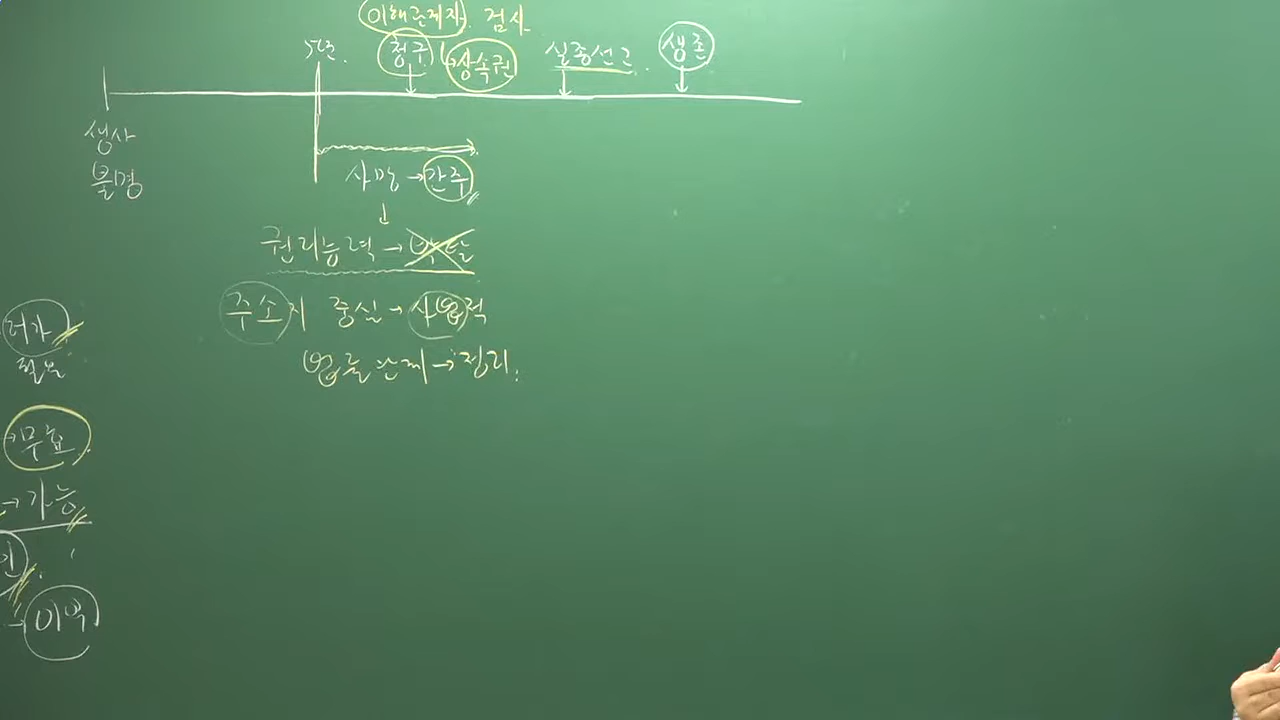 이해관계자. 검사
5년. 청구 상속권 실종선고. 생존
생사
불명
사망 → 간주
권리능력 → 박탈
주소지 중심 → 사법적
법률관계 → 정리.
허가
무효
→ 가능
인
→ 이익